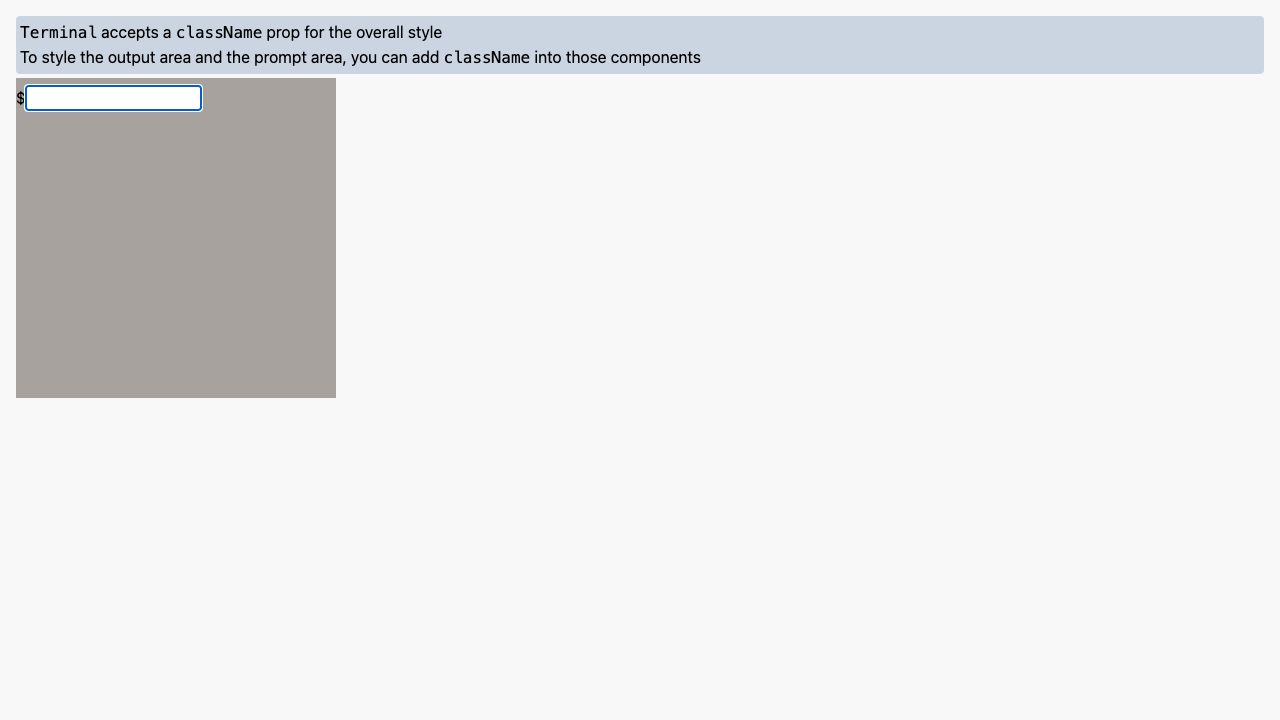 Terminal accepts a className prop for the overall style
To style the output area and the prompt area, you can add className into those components
$